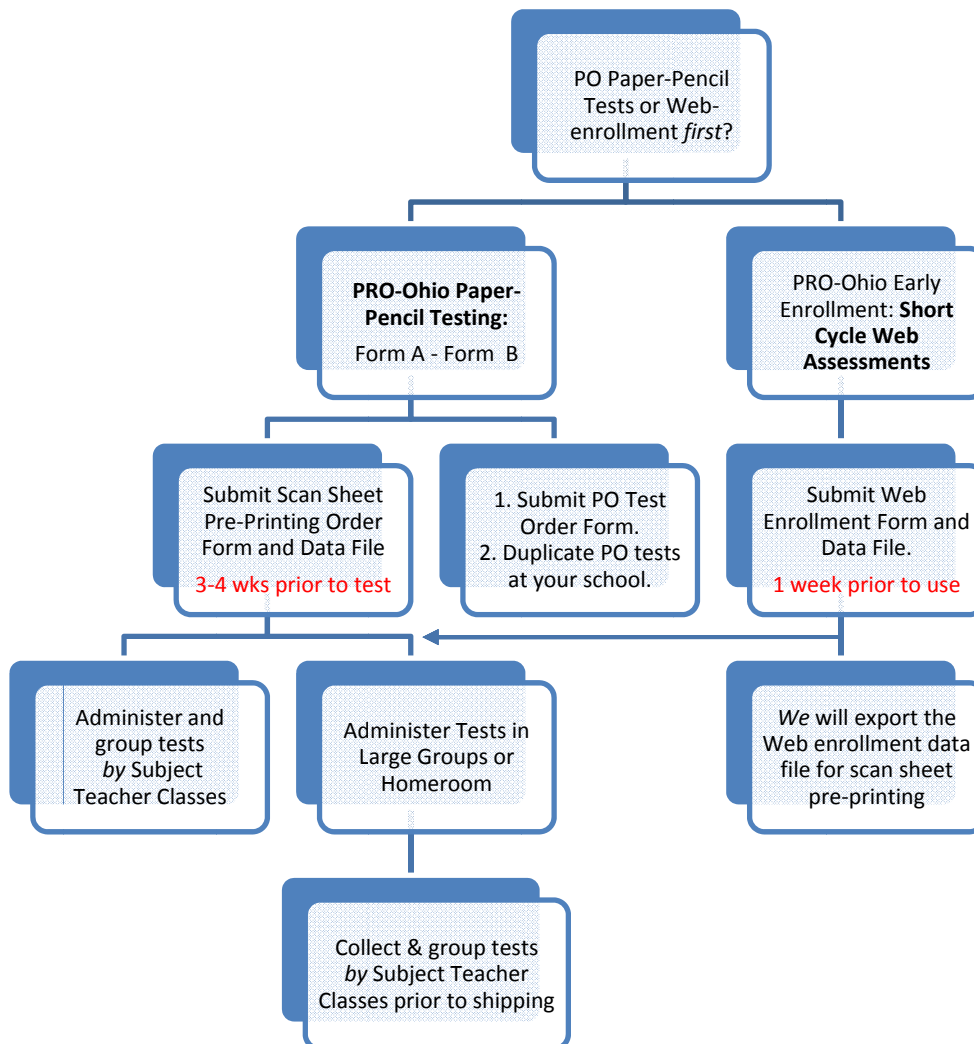 PO Paper-Pencil
Tests or Web-
enrollment first?
PRO-Ohio Paper-
Pencil Testing:
Form A - Form B
PRO-Ohio Early
Enrollment: Short
Cycle Web
Assessments
Submit Scan Sheet
Pre-Printing Order
Form and Data File
3-4 wks prior to test
1. Submit PO Test
Order Form.
2. Duplicate PO tests
at your school.
Submit Web
Enrollment Form and
Data File.
1 week prior to use
Administer and
group tests
by Subject
Teacher Classes
Administer Tests in
Large Groups or
Homeroom
We will export the
Web enrollment data
file for scan sheet
pre-printing
Collect & group tests
by Subject Teacher
Classes prior to shipping